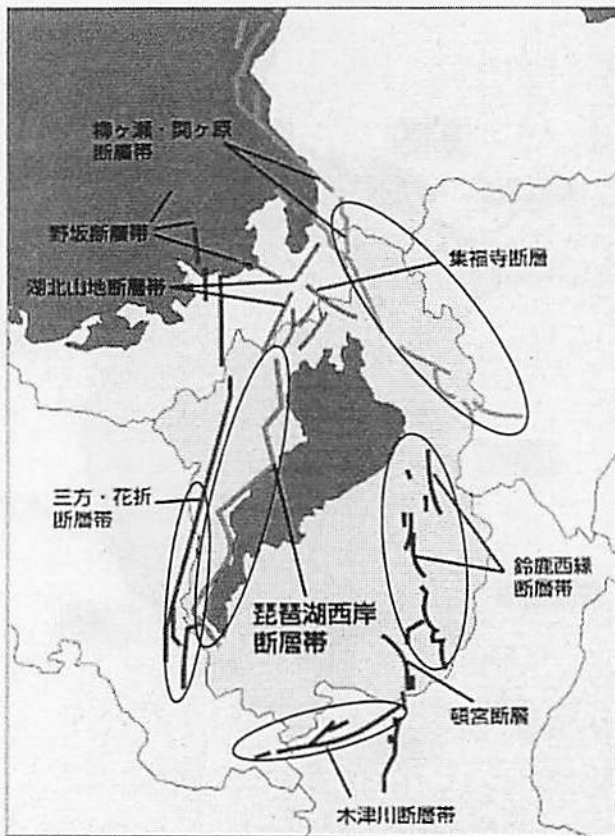 柳ヶ瀬・関ヶ原
断層帯
野坂断層帯
集福寺断層
湖北山地断層帯
三方・花折
断層帯
鈴鹿西縁
断層帯
琵琶湖西岸
断層帯
頓宮断層
木津川断層帯